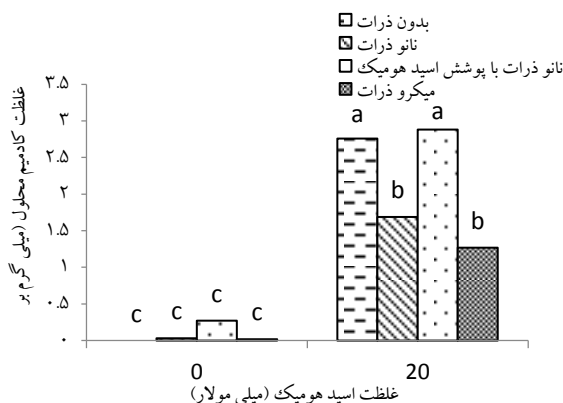 بدون ذرات
نانو ذرات
نانو ذرات با پوشش اسید هومیک
میکرو ذرات
غلظت کادمیم محلول (میلی گرم بر
۳.۵
۳
۲.۵
۲
۱.۵
۱
۰.۵
۰
c
c
c
c
a
b
a
b
0
20
غلظت اسید هومیک (میلی مولار)